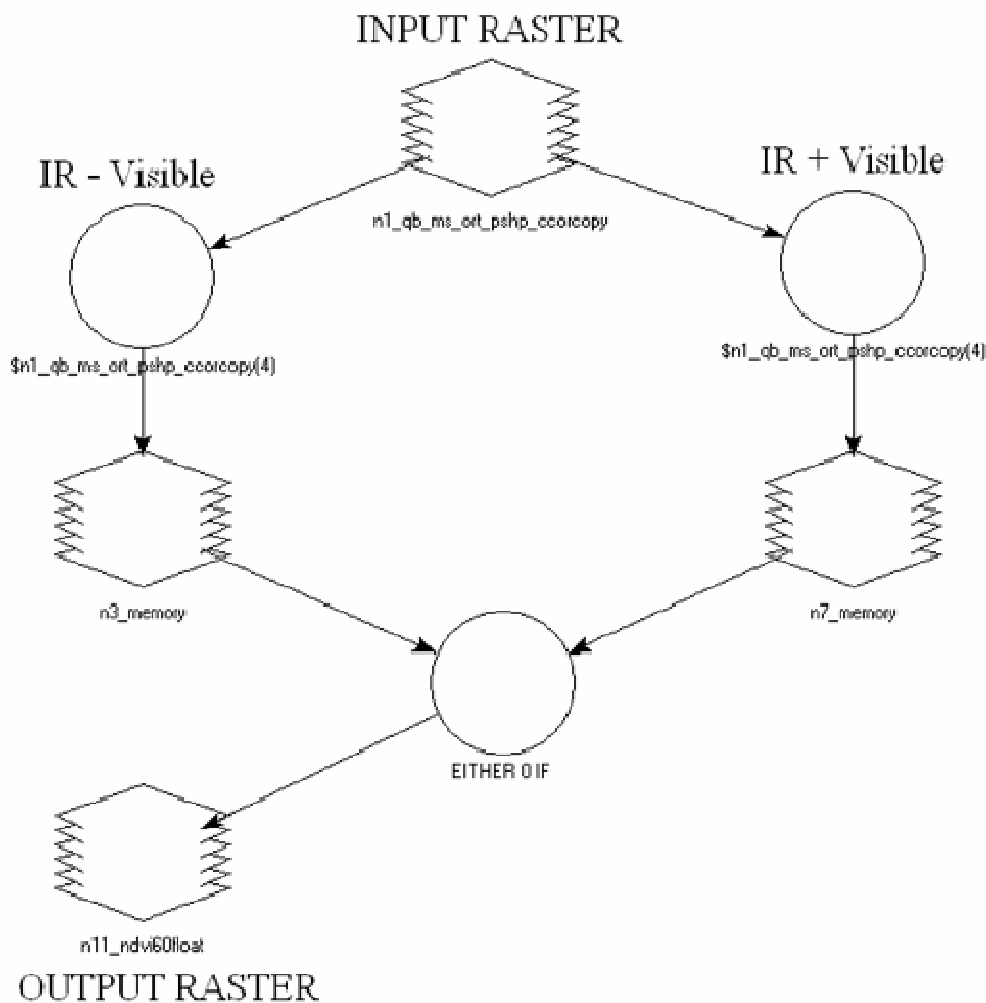 INPUT RASTER
IR - Visible
IR + Visible
n1_qb_ms_ort_pshp_ccorcopy
$n1_qb_ms_ort_pshp_ccorcopy(4)
$n1_qb_ms_ort_pshp_ccorcopy(4)
n3_memory
n7_memory
EITHER 0 IF
n11_ndvi60float
OUTPUT RASTER